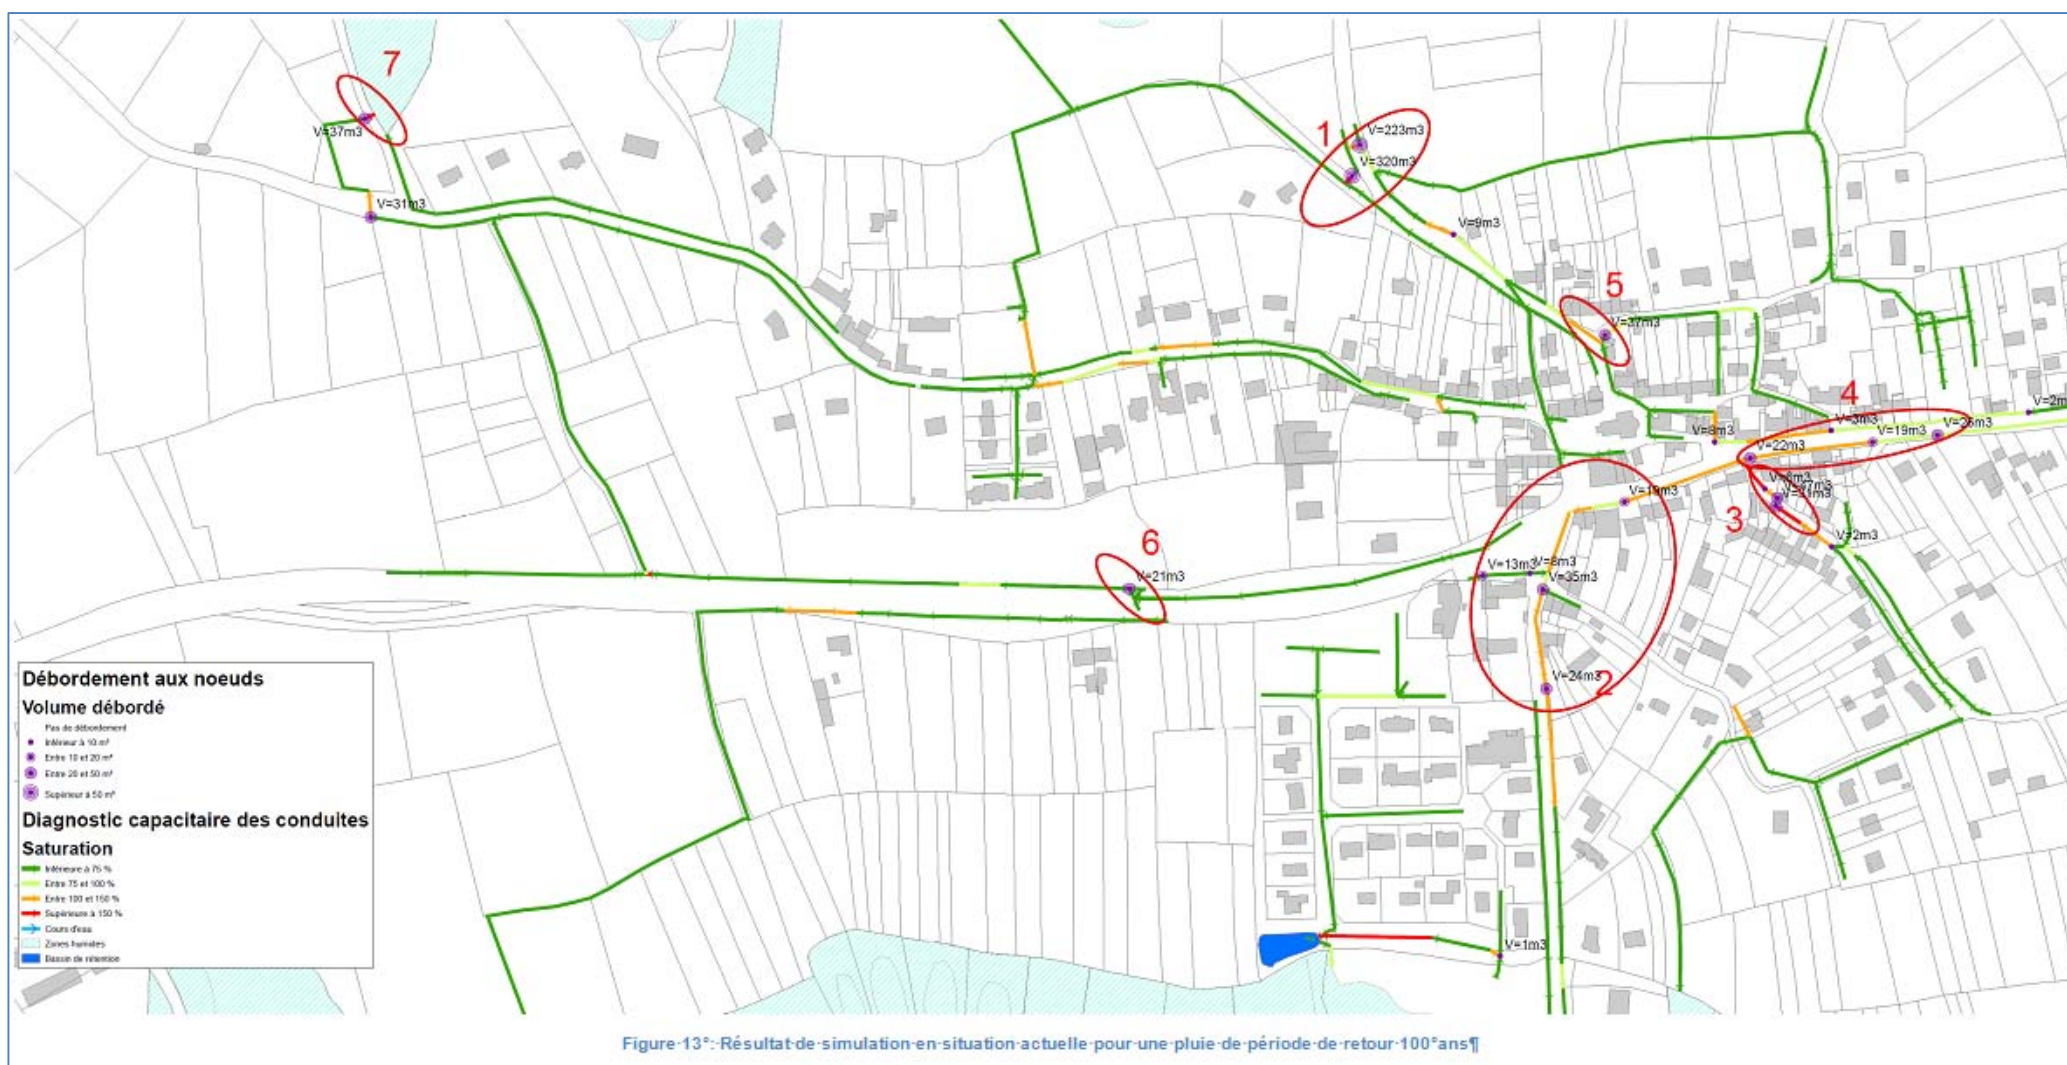 7
V=37m3
V=31m3
1
V=223m3
V=320m3
V=9m3
5
V=37m3
4
V=3m3
V=2m
V=8m3
V=19m3
V=25m3
V=22m3
V=19m3
3
V=2m3
6
V=21m3
V=13m3
V=8m3
V=35m3
V=24m3
2
V=1m3
Débordement aux noeuds
Volume débordé
Pas de débordement
Inférieur à 10 m³
Entre 10 et 20 m³
Entre 20 et 50 m³
Supérieur à 50 m³
Diagnostic capacitaire des conduites
Saturation
Inférieure à 75 %
Entre 75 et 100 %
Entre 100 et 150 %
Supérieure à 150 %
Cours d'eau
Zones humides
Bassin de rétention
Figure·13°:·Résultat·de·simulation·en·situation·actuelle·pour·une·pluie·de·période·de·retour·100°ans¶